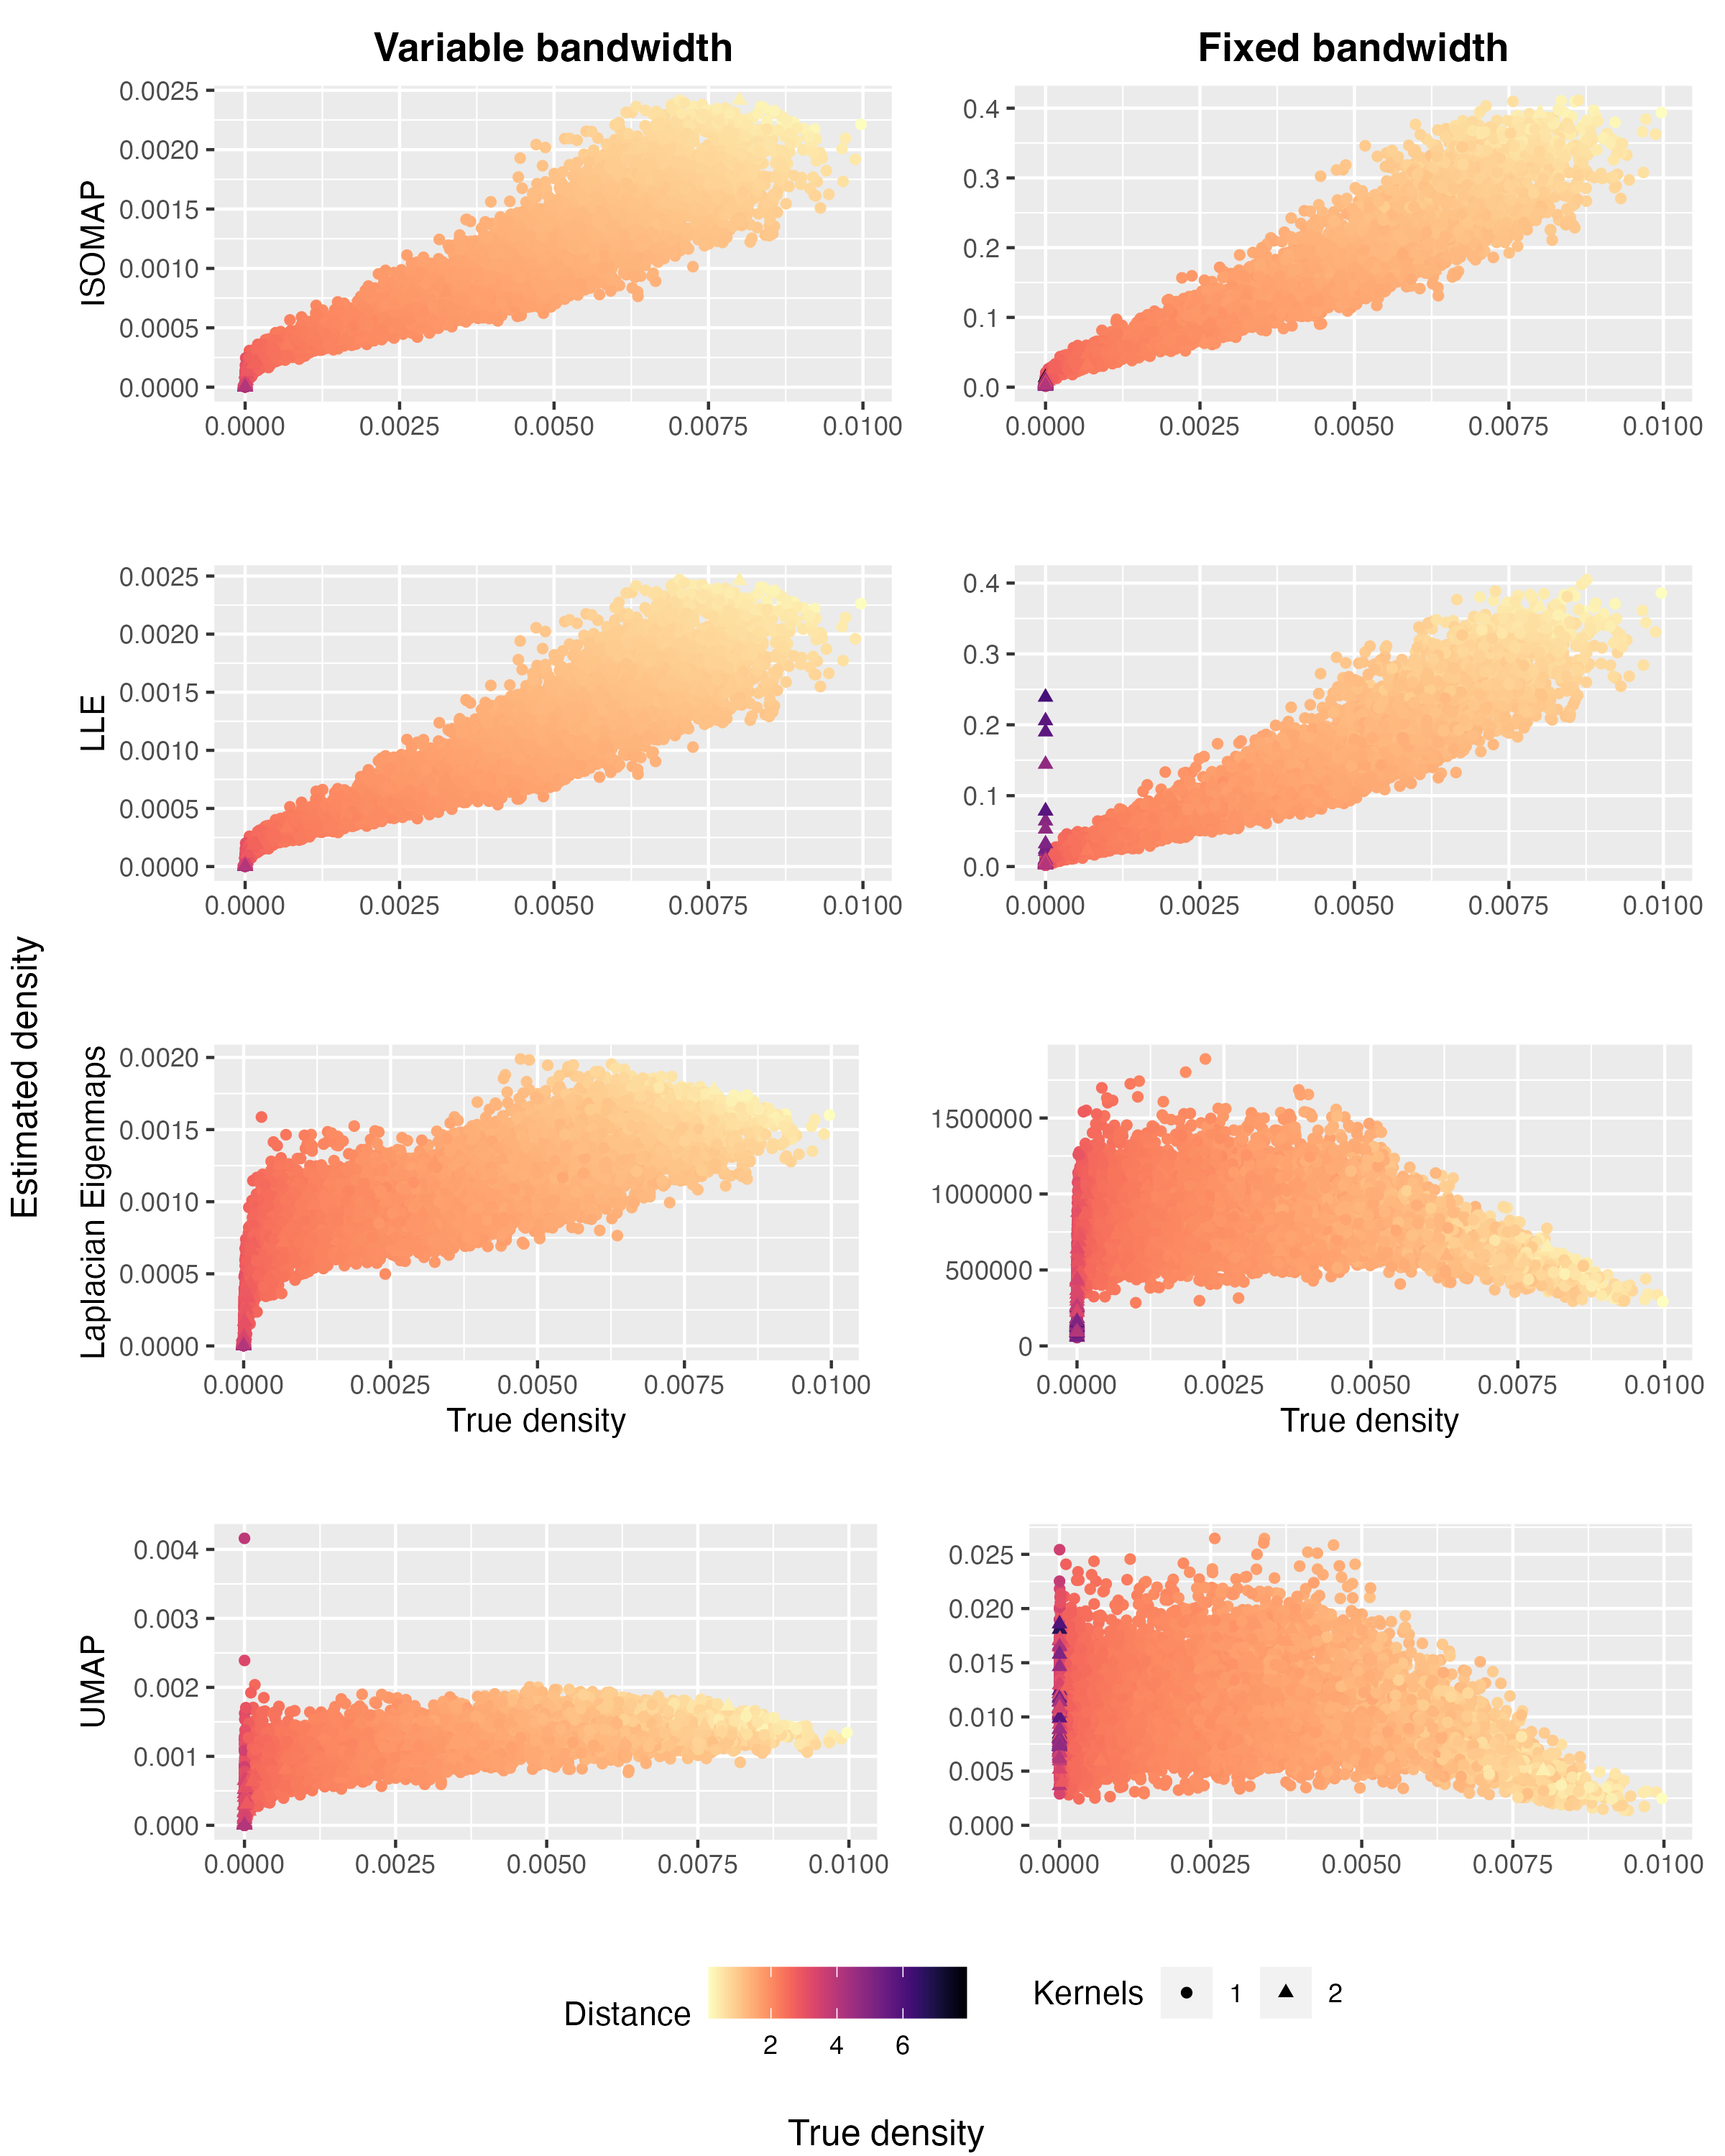 Variable bandwidth Fixed bandwidth
ISOMAP
0.0025
0.0020
0.0015
0.0010
0.0005
0.0000
0.0000 0.0025 0.0050 0.0075 0.0100
0.4
0.3
0.2
0.1
0.0
0.0000 0.0025 0.0050 0.0075 0.0100
LLE
0.0025
0.0020
0.0015
0.0010
0.0005
0.0000
0.0000 0.0025 0.0050 0.0075 0.0100
0.4
0.3
0.2
0.1
0.0
0.0000 0.0025 0.0050 0.0075 0.0100
Estimated density
Laplacian Eigenmaps
0.0020
0.0015
0.0010
0.0005
0.0000
0.0000 0.0025 0.0050 0.0075 0.0100
True density
1500000
1000000
500000
0
0.0000 0.0025 0.0050 0.0075 0.0100
True density
UMAP
0.004
0.003
0.002
0.001
0.000
0.0000 0.0025 0.0050 0.0075 0.0100
0.025
0.020
0.015
0.010
0.005
0.000
0.0000 0.0025 0.0050 0.0075 0.0100
Distance
2 4 6
Kernels 1 2
True density